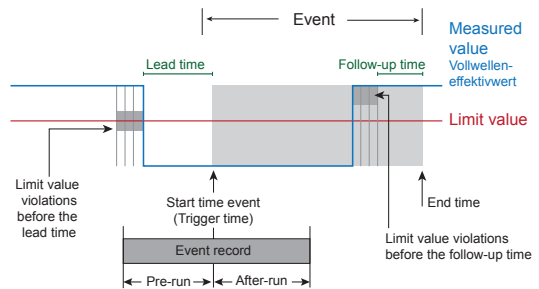 Event
Measured
value
Vollwellen-
effektivwert
Lead time
Follow-up time
Limit value
Limit value
violations
before the
lead time
Start time event
(Trigger time)
End time
Limit value violations
before the follow-up time
Event record
Pre-run
After-run